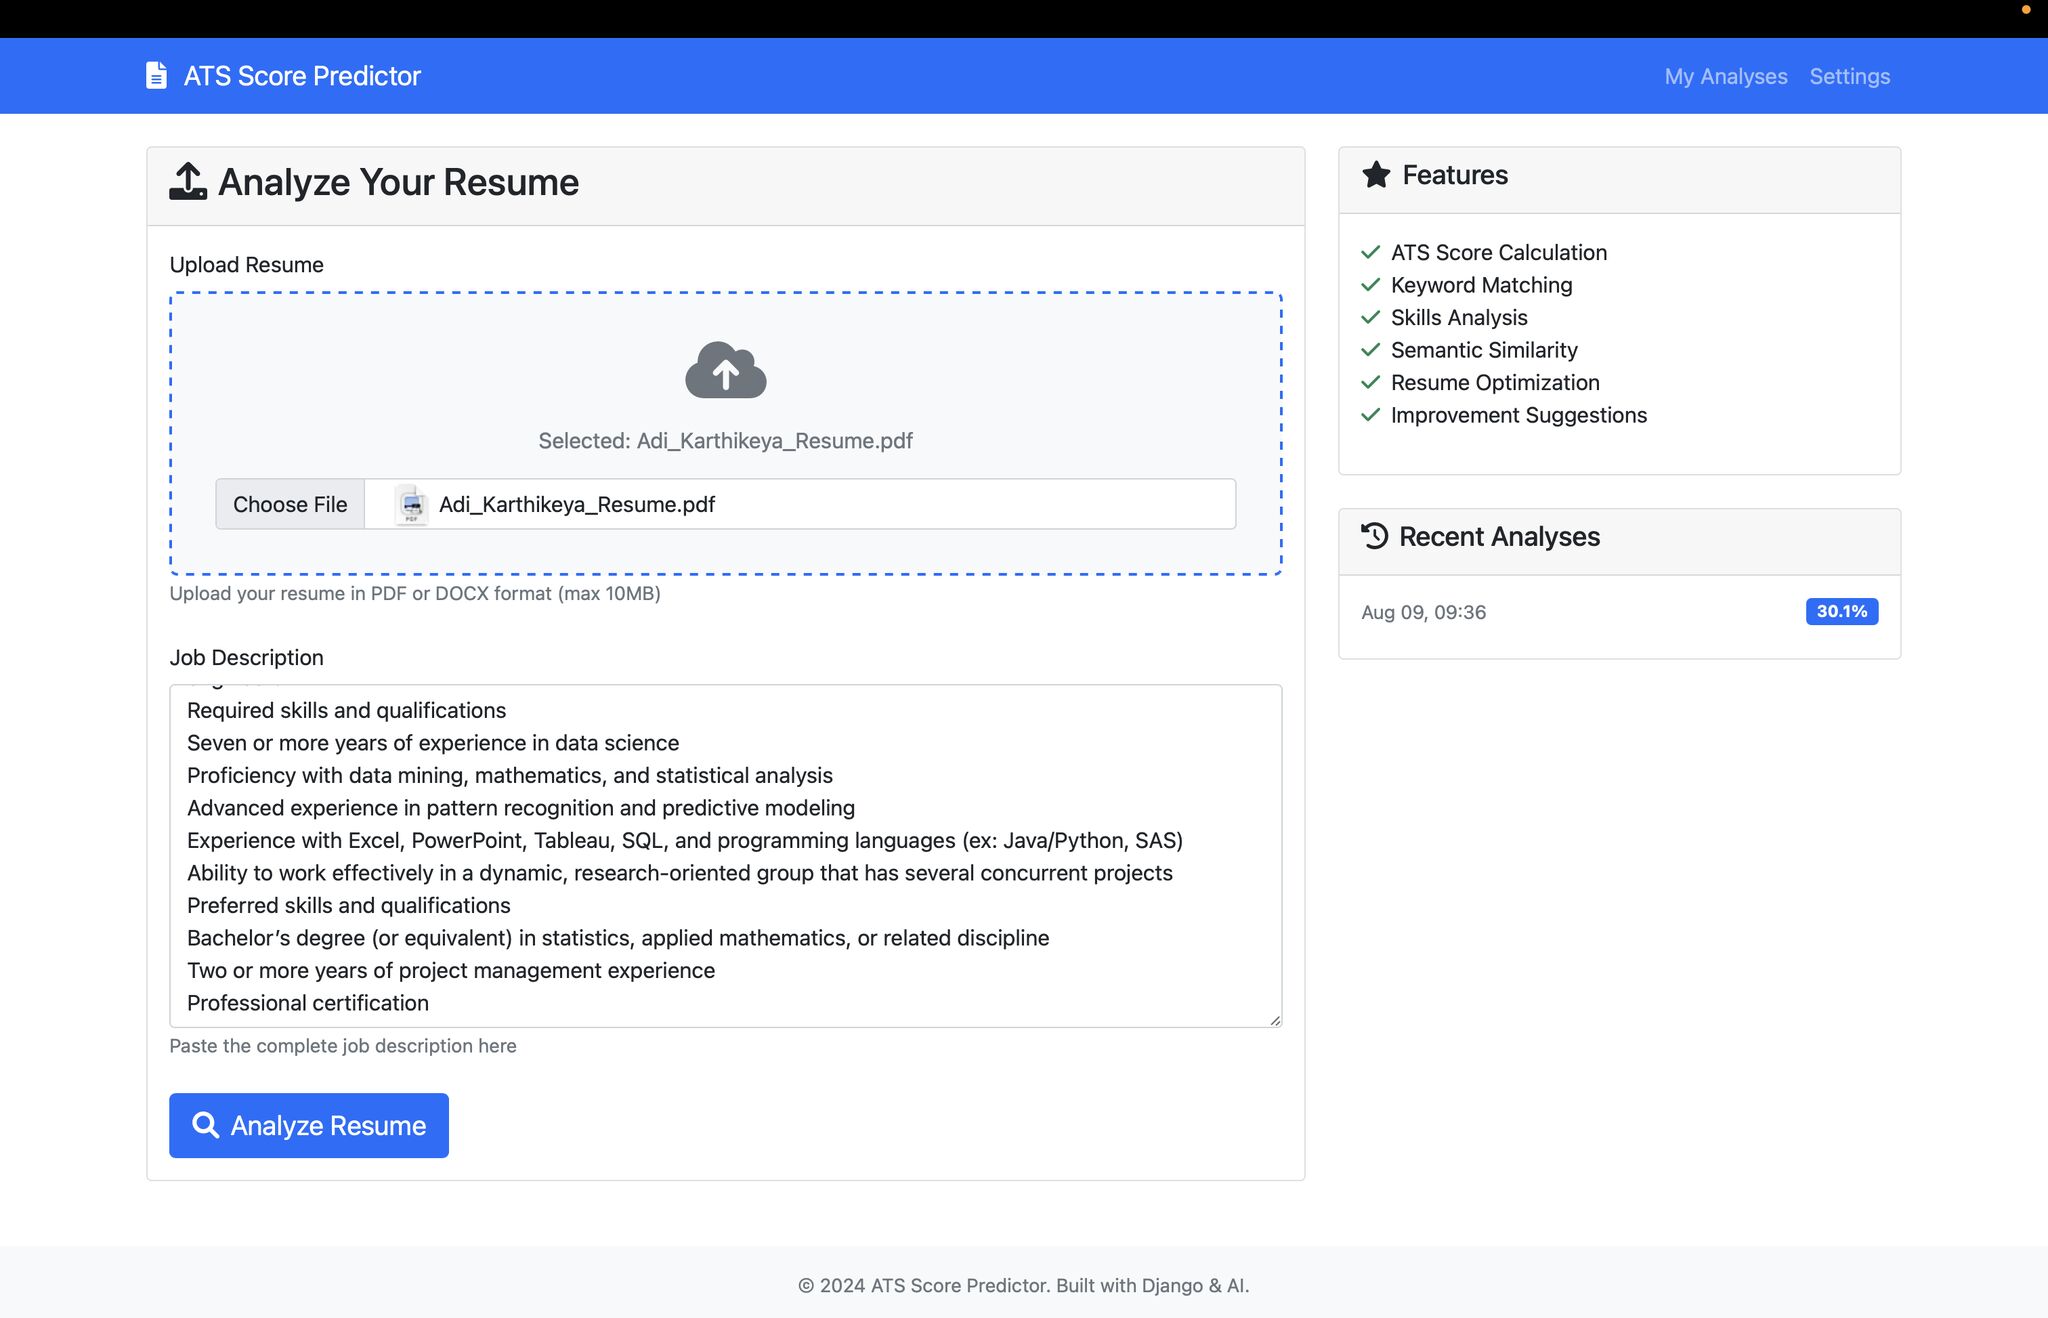 ATS Score Predictor
My Analyses Settings
Analyze Your Resume
Upload Resume
Selected: Adi_Karthikeya_Resume.pdf
Choose File
PDF
Adi_Karthikeya_Resume.pdf
Upload your resume in PDF or DOCX format (max 10MB)
Job Description
Required skills and qualifications
Seven or more years of experience in data science
Proficiency with data mining, mathematics, and statistical analysis
Advanced experience in pattern recognition and predictive modeling
Experience with Excel, PowerPoint, Tableau, SQL, and programming languages (ex: Java/Python, SAS)
Ability to work effectively in a dynamic, research-oriented group that has several concurrent projects
Preferred skills and qualifications
Bachelor’s degree (or equivalent) in statistics, applied mathematics, or related discipline
Two or more years of project management experience
Professional certification
Paste the complete job description here
Analyze Resume
Features
ATS Score Calculation
Keyword Matching
Skills Analysis
Semantic Similarity
Resume Optimization
Improvement Suggestions
Recent Analyses
Aug 09, 09:36 30.1%
© 2024 ATS Score Predictor. Built with Django & AI.